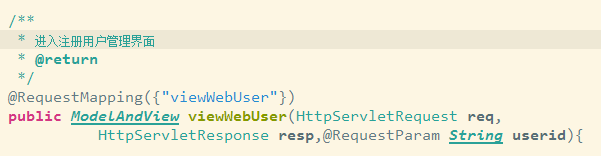 /**
 * 进入注册用户管理界面
 * @return
 */
@RequestMapping({"viewWebUser"})
public ModelAndView viewWebUser(HttpServletRequest req,
            HttpServletResponse resp,@RequestParam String userid){